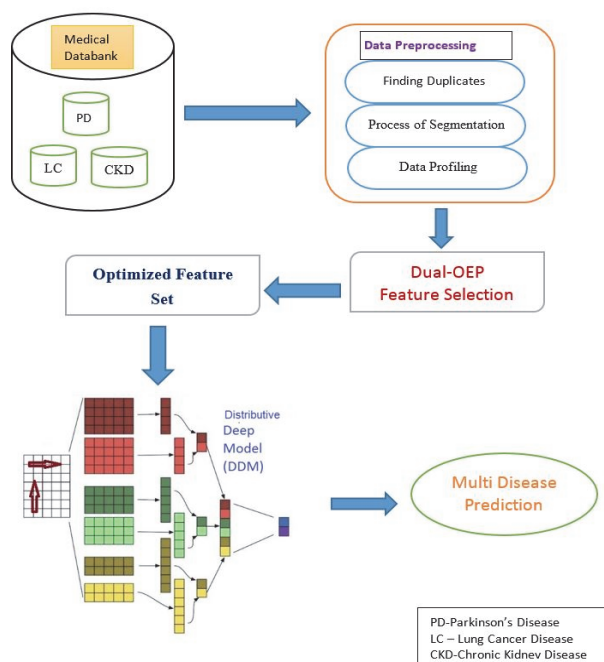 Medical
Databank
PD
LC
CKD
Data Preprocessing
Finding Duplicates
Process of Segmentation
Data Profiling
Dual-OEP
Feature Selection
Optimized Feature
Set
Distributive
Deep
Model
(DDM)
Multi Disease
Prediction
PD-Parkinson's Disease
LC – Lung Cancer Disease
CKD-Chronic Kidney Disease